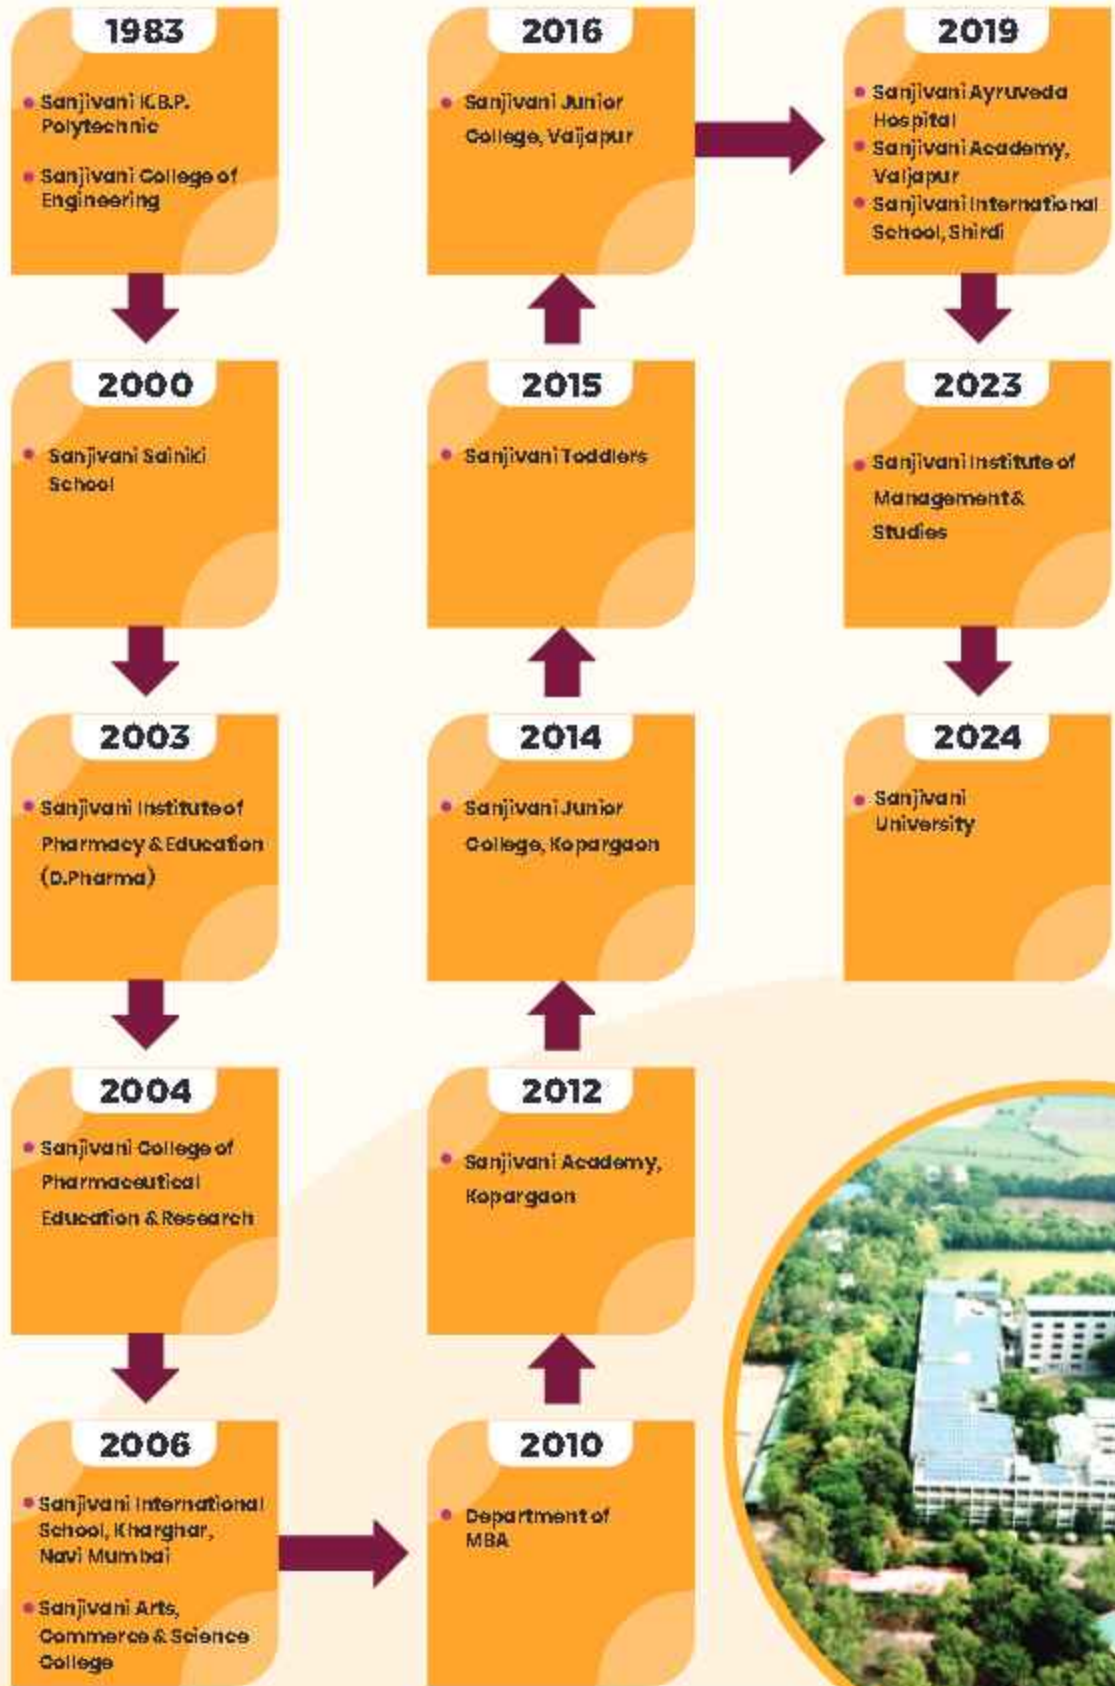 1983
Sanjivani K.B.P.
Polytechnic
Sanjivani College of
Engineering
2000
Sanjivani Sainiki
School
2003
Sanjivani Institute of
Pharmacy & Education
(D.Pharma)
2004
Sanjivani College of
Pharmaceutical
Education & Research
2006
Sanjivani International
School, Kharghar,
Navi Mumbai
Sanjivani Arts,
Commerce & Science
College
2010
Department of
MBA
2012
Sanjivani Academy,
Kopargaon
2014
Sanjivani Junior
College, Kopargaon
2015
Sanjivani Toddlers
2016
Sanjivani Junior
College, Vaijapur
2019
Sanjivani Ayruveda
Hospital
Sanjivani Academy,
Vaijapur
Sanjivani International
School, Shirdi
2023
Sanjivani Institute of
Management &
Studies
2024
Sanjivani
University